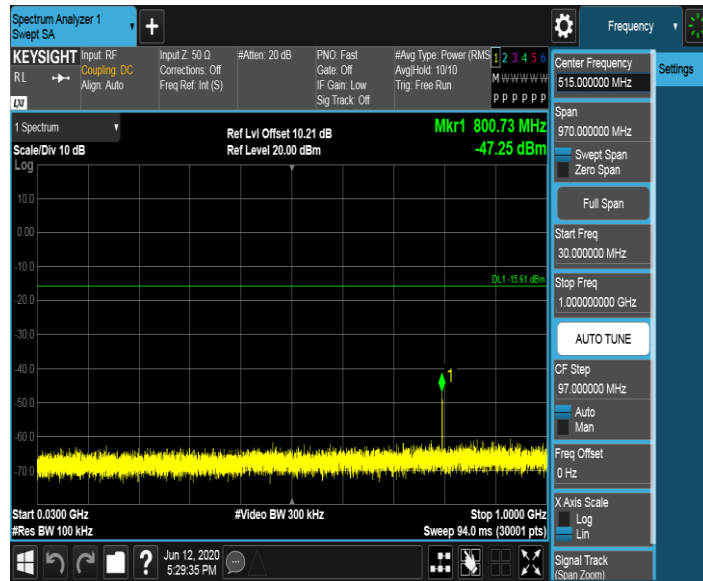 Spectrum Analyzer 1
Swept SA
+
Frequency
KEYSIGHT
RL
LXI
Input: RF
Coupling: DC
Align: Auto
Input Z: 50 Ω
Corrections: Off
Freq Ref: Int (S)
#Atten: 20 dB
PNO: Fast
Gate: Off
IF Gain: Low
Sig Track: Off
#Avg Type: Power (RMS
Avg|Hold: 10/10
Trig: Free Run
1 2 3 4 5 6
M W W W W W
P P P P P P
Center Frequency
515.000000 MHz
Settings
Span
970.000000 MHz
Swept Span
Zero Span
Full Span
Start Freq
30.000000 MHz
Stop Freq
1.000000000 GHz
AUTO TUNE
CF Step
97.000000 MHz
Auto
Man
Freq Offset
0 Hz
X Axis Scale
Log
Lin
Signal Track
(Span Zoom)
1 Spectrum
Scale/Div 10 dB
Log
Ref Lvl Offset 10.21 dB
Ref Level 20.00 dBm
Mkr1 800.73 MHz
-47.25 dBm
10.0
0.00
-10.0
DL1 -15.61 dBm
-20.0
-30.0
-40.0
1
-50.0
-60.0
-70.0
Start 0.0300 GHz
#Res BW 100 kHz
#Video BW 300 kHz
Stop 1.0000 GHz
Sweep 94.0 ms (30001 pts)
?
Jun 12, 2020
5:29:35 PM